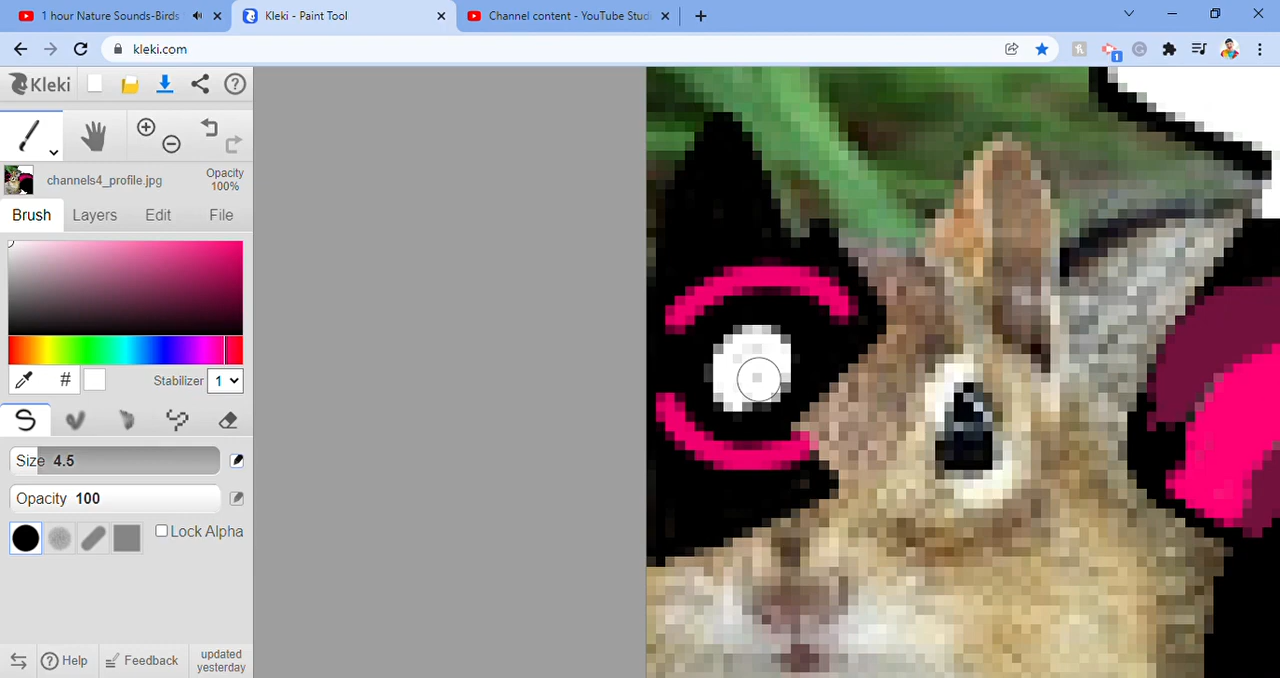 1 hour Nature Sounds-Birds
Kleki - Paint Tool
Channel content - YouTube Studi
kleki.com
1
Kleki
channels4_profile.jpg
Opacity
100%
Brush
Layers
Edit
File
#
Stabilizer
1
Size 4.5
Opacity 100
Lock Alpha
Help
Feedback
updated
yesterday